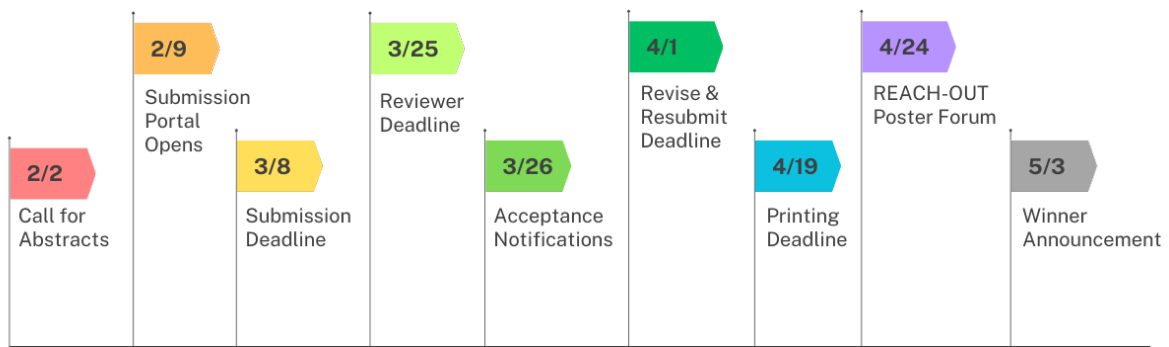 2/2
Call for
Abstracts
2/9
Submission
Portal
Opens
3/8
Submission
Deadline
3/25
Reviewer
Deadline
3/26
Acceptance
Notifications
4/1
Revise &
Resubmit
Deadline
4/19
Printing
Deadline
4/24
REACH-OUT
Poster Forum
5/3
Winner
Announcement